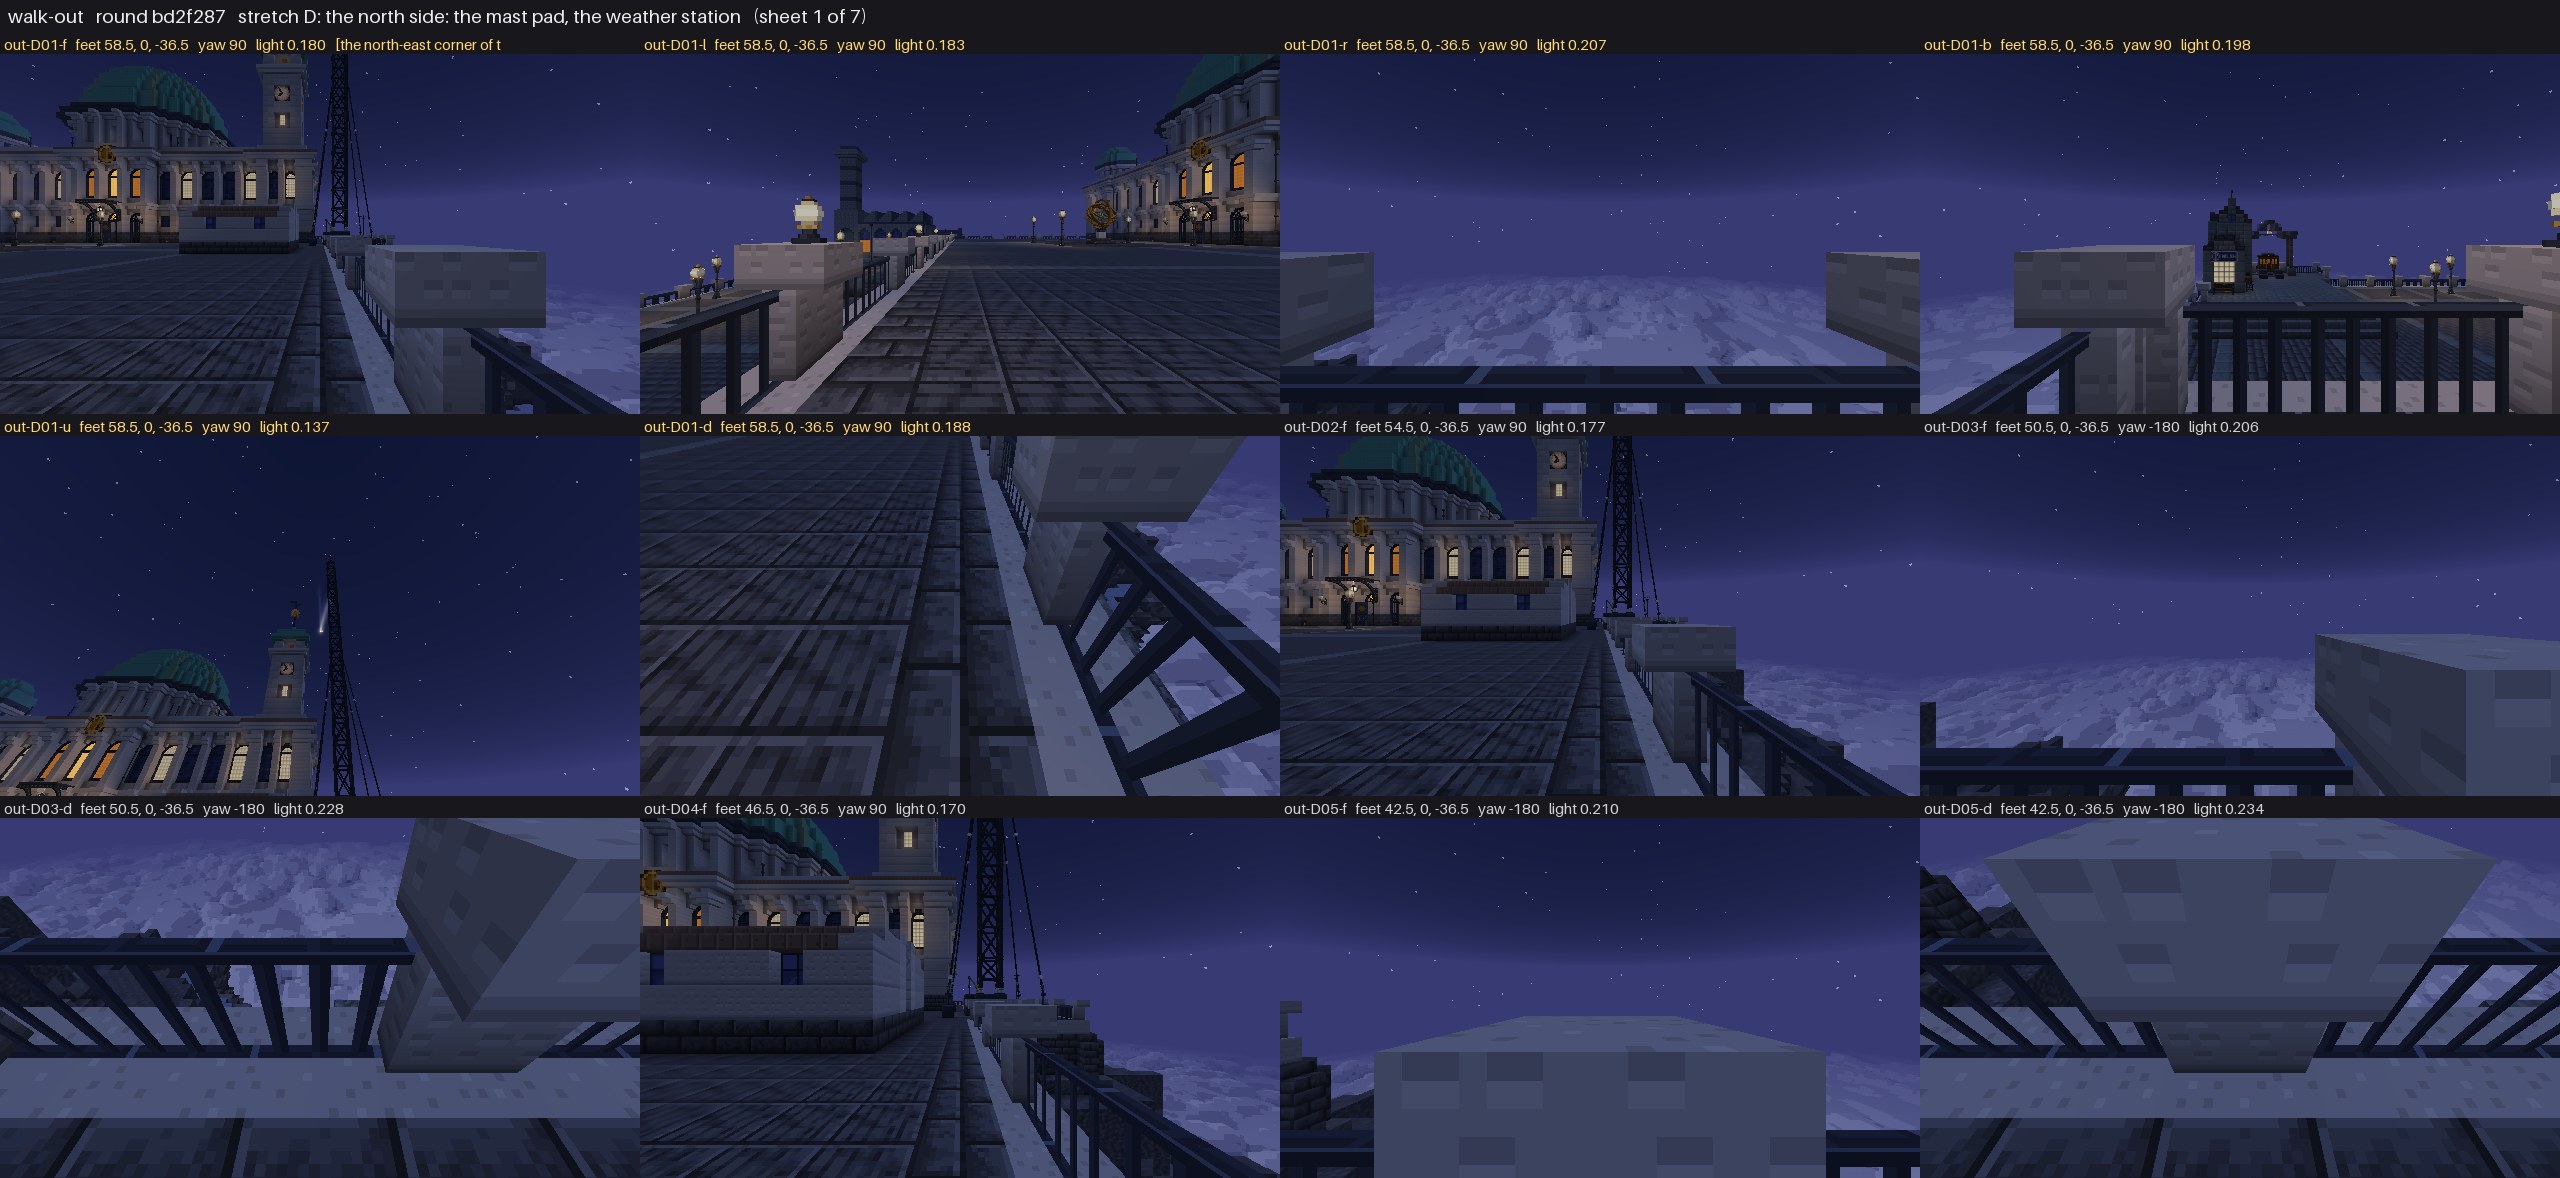 walk-out round bd2f287 stretch D: the north side: the mast pad, the weather station (sheet 1 of 7)
out-D01-f feet 58.5, 0, -36.5 yaw 90 light 0.180 [the north-east corner of t
out-D01-l feet 58.5, 0, -36.5 yaw 90 light 0.183
out-D01-r feet 58.5, 0, -36.5 yaw 90 light 0.207
out-D01-b feet 58.5, 0, -36.5 yaw 90 light 0.198
out-D01-u feet 58.5, 0, -36.5 yaw 90 light 0.137
out-D01-d feet 58.5, 0, -36.5 yaw 90 light 0.188
out-D02-f feet 54.5, 0, -36.5 yaw 90 light 0.177
out-D03-f feet 50.5, 0, -36.5 yaw -180 light 0.206
out-D03-d feet 50.5, 0, -36.5 yaw -180 light 0.228
out-D04-f feet 46.5, 0, -36.5 yaw 90 light 0.170
out-D05-f feet 42.5, 0, -36.5 yaw -180 light 0.210
out-D05-d feet 42.5, 0, -36.5 yaw -180 light 0.234